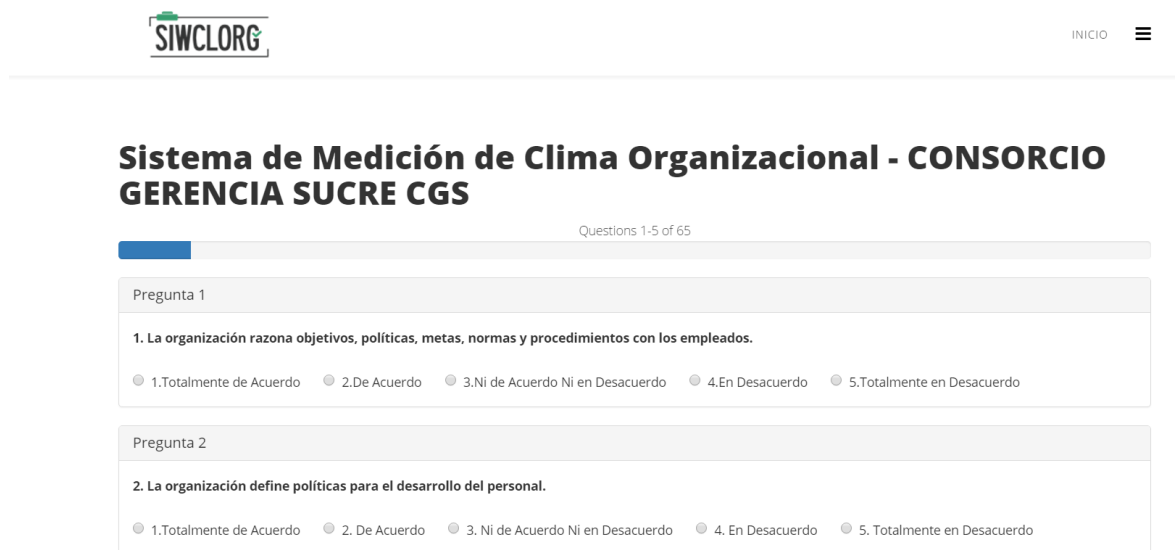 SIWCLORG
INICIO
Sistema de Medición de Clima Organizacional - CONSORCIO
GERENCIA SUCRE CGS
Questions 1-5 of 65
Pregunta 1
1. La organización razona objetivos, políticas, metas, normas y procedimientos con los empleados.
1.Totalmente de Acuerdo 2.De Acuerdo 3.Ni de Acuerdo Ni en Desacuerdo 4.En Desacuerdo 5.Totalmente en Desacuerdo
Pregunta 2
2. La organización define políticas para el desarrollo del personal.
1.Totalmente de Acuerdo 2. De Acuerdo 3. Ni de Acuerdo Ni en Desacuerdo 4. En Desacuerdo 5. Totalmente en Desacuerdo